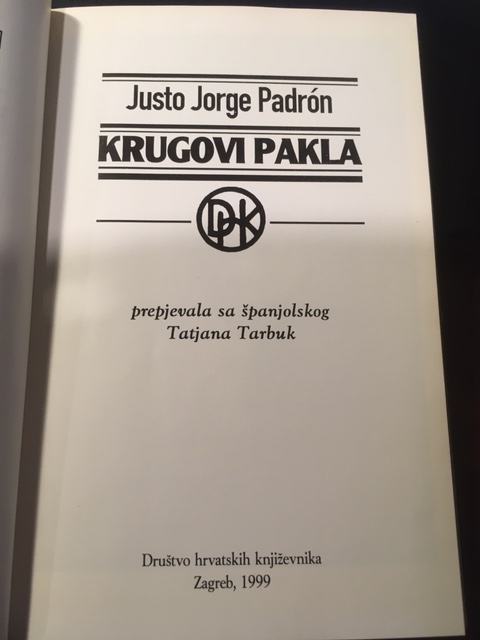 Justo Jorge Padrón
KRUGOVI PAKLA
DHK
prepjevala sa španjolskog
Tatjana Tarbuk
Društvo hrvatskih književnika
Zagreb, 1999